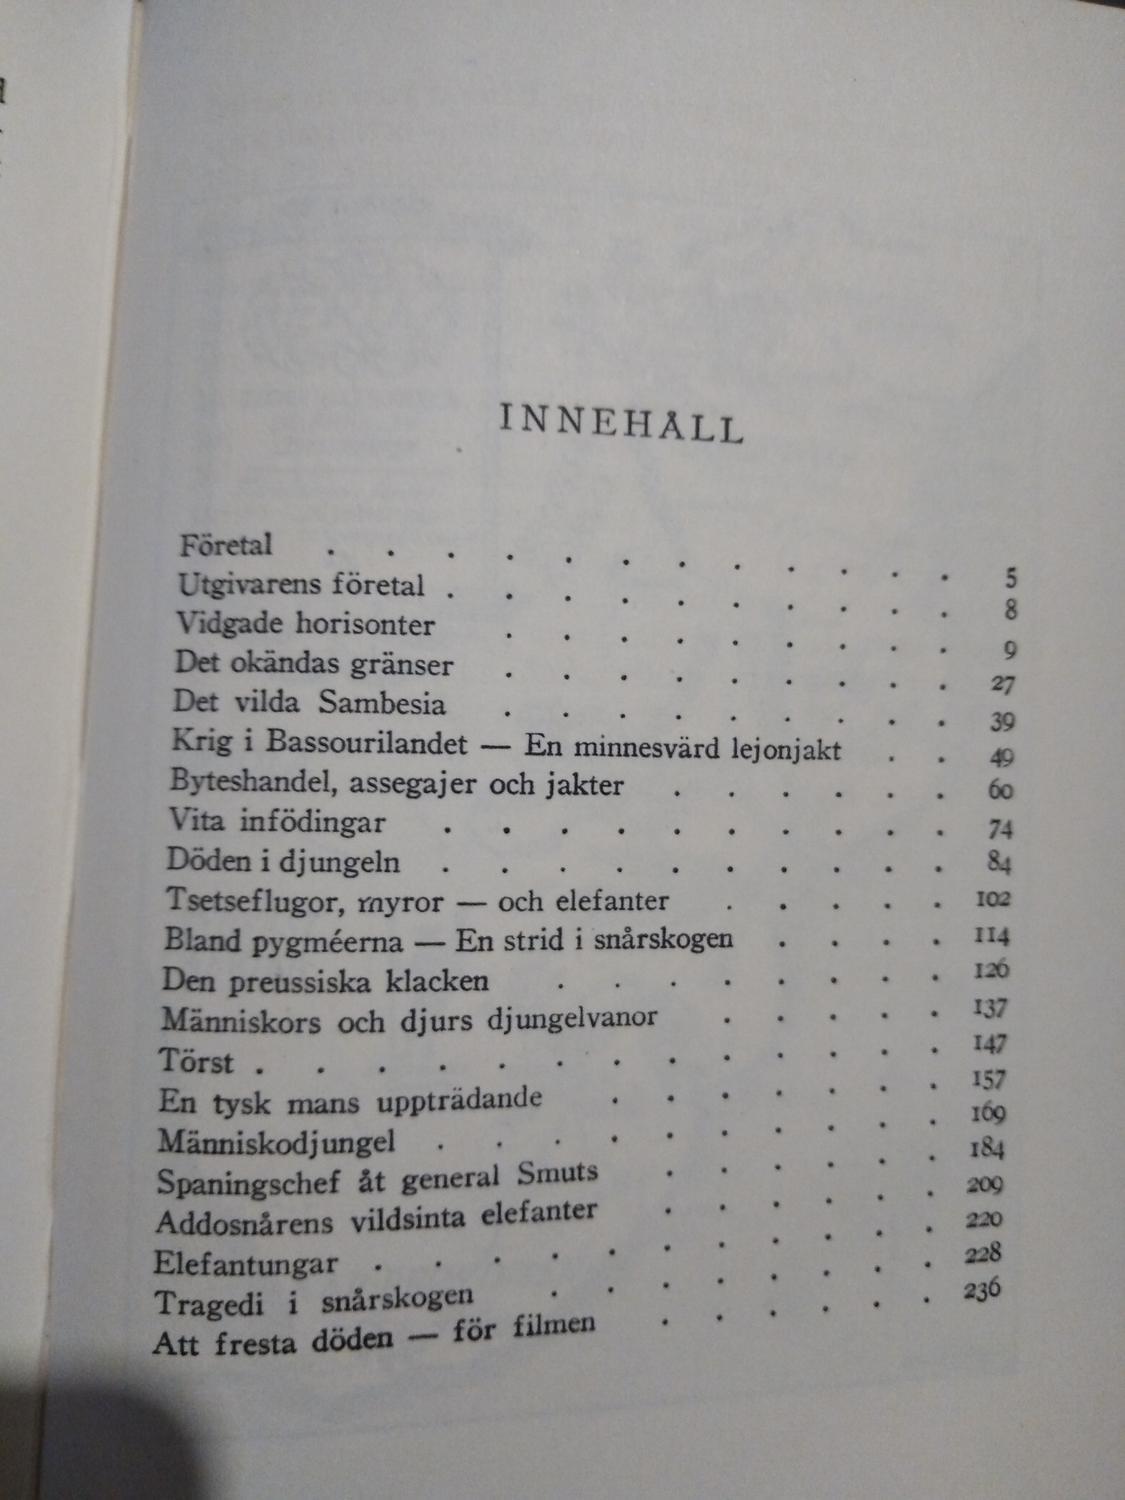 INNEHÅLL
Företal . . . . . . . . . . . . 5
Utgivarens företal . . . . . . . . . . 8
Vidgade horisonter . . . . . . . . . 9
Det okändas gränser . . . . . . . . . 27
Det vilda Sambesia . . . . . . . . . 39
Krig i Bassourilandet — En minnesvärd lejonjakt . . 49
Byteshandel, assegajer och jakter . . . . . . 60
Vita infödingar . . . . . . . . . . 74
Döden i djungeln . . . . . . . . . . 84
Tsetseflugor, myror — och elefanter . . . . . 102
Bland pygméerna — En strid i snårskogen . . . . 114
Den preussiska klacken . . . . . . . . 126
Människors och djurs djungelvanor . . . . . 137
Törst . . . . . . . . . . . . . 147
En tysk mans uppträdande . . . . . . . 157
Människodjungel . . . . . . . . . . 169
Spaningschef åt general Smuts . . . . . . 184
Addosnårens vildsinta elefanter . . . . . . 209
Elefantungar . . . . . . . . . . . 220
Tragedi i snårskogen . . . . . . . . 228
Att fresta döden — för filmen . . . . . . 236